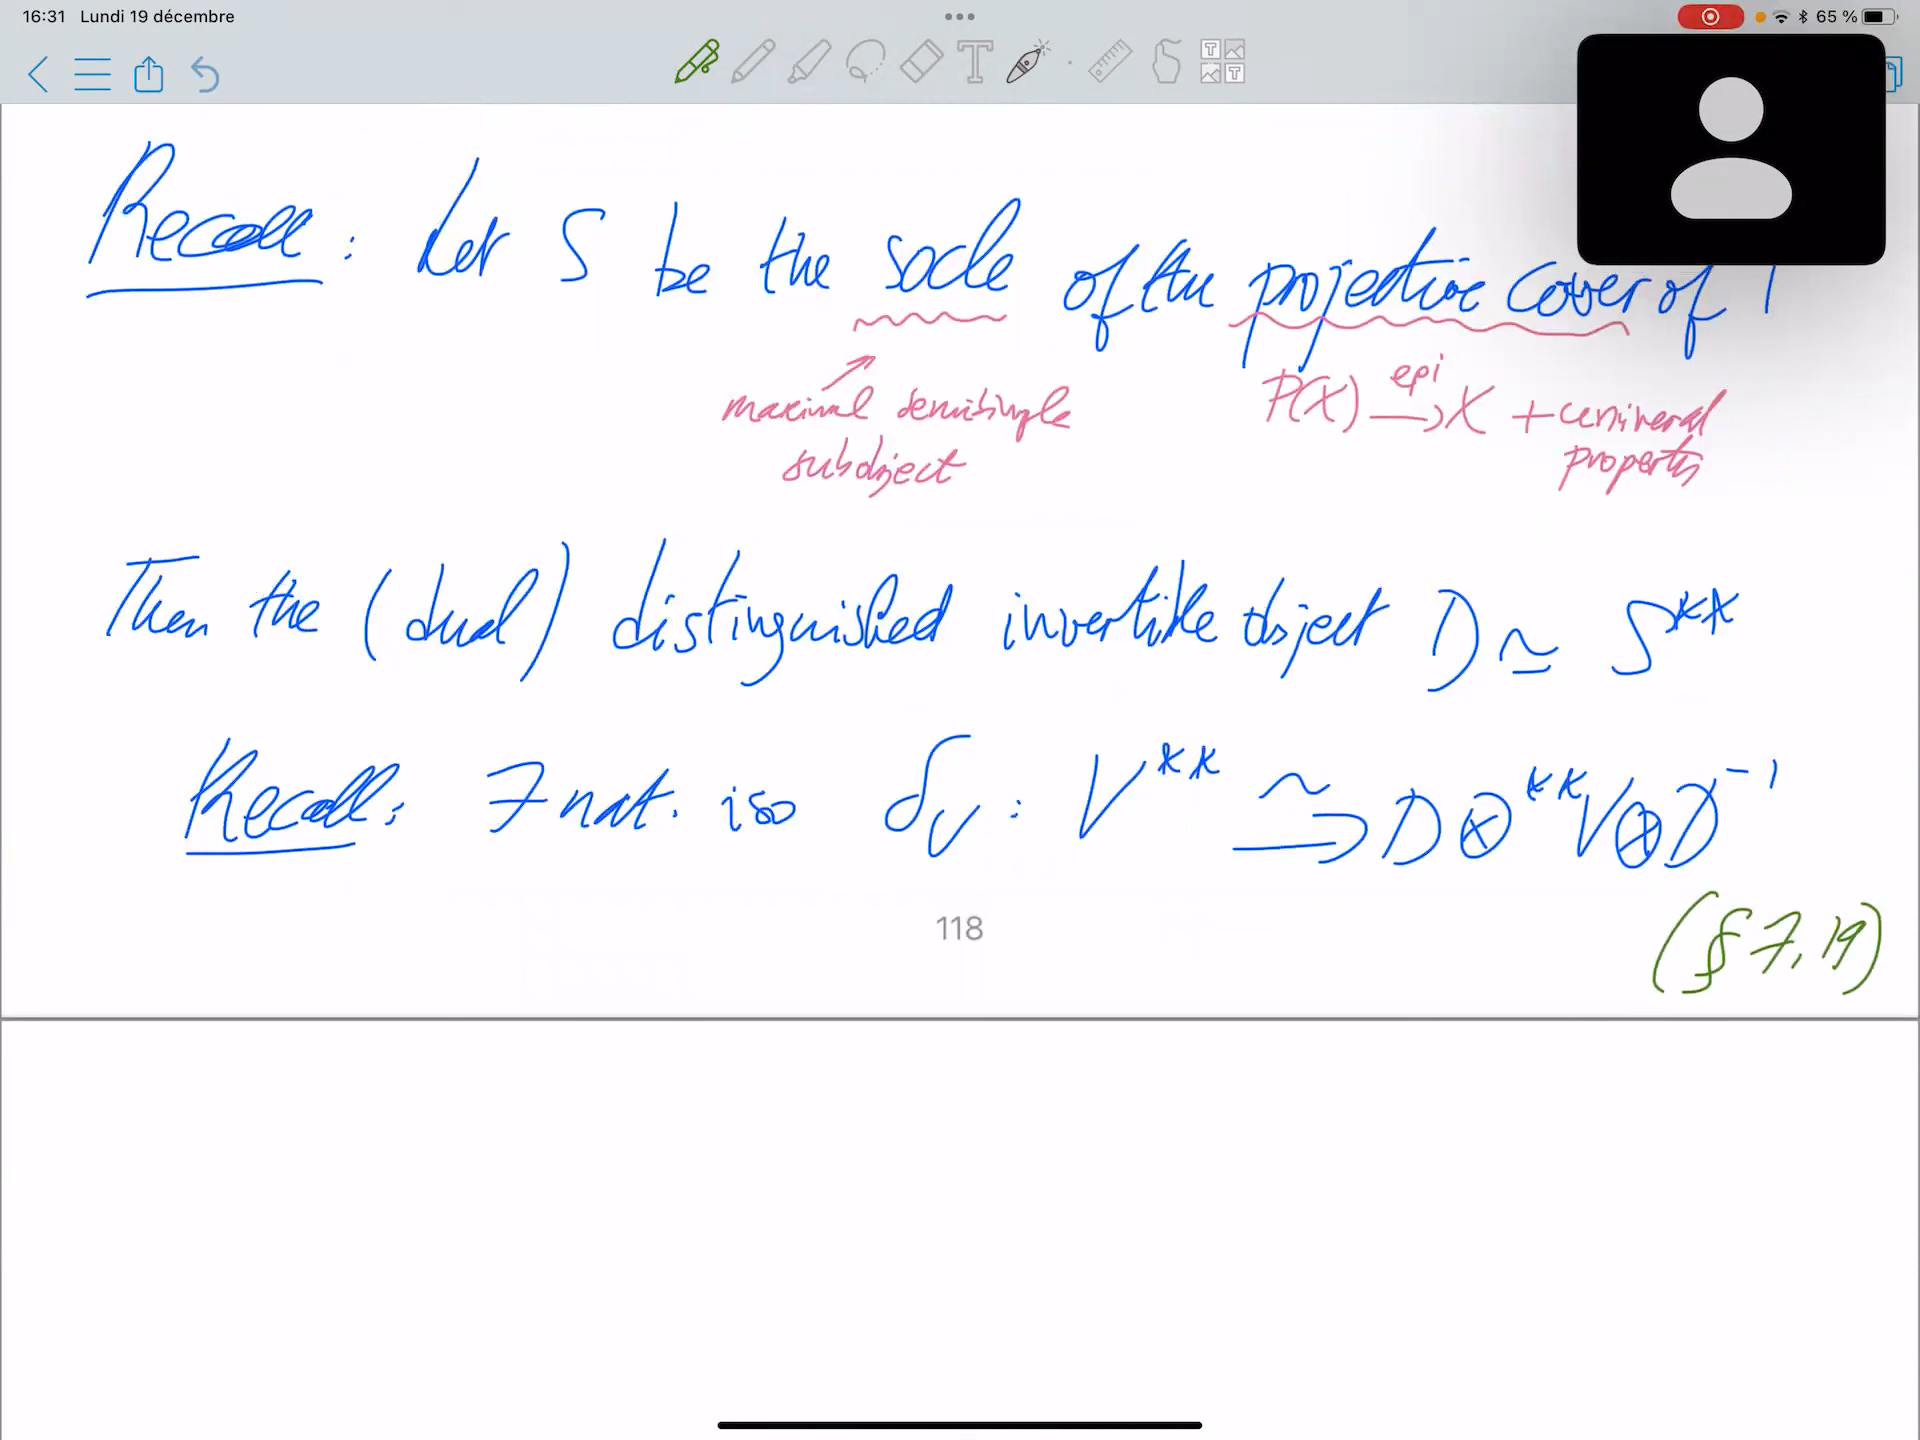 16:31 Lundi 19 décembre
65 %
Recall: Let S be the socle of the projective cover of 1
maximal semisimple subobject
P(X) epi → X + universal property
Then the (dual) distinguished invertible object D ≃ S**
Recall: ∃ nat. iso δ_V : V** ≃→ D ⊗ **V ⊗ D^{-1}
118
(§ 7.19)